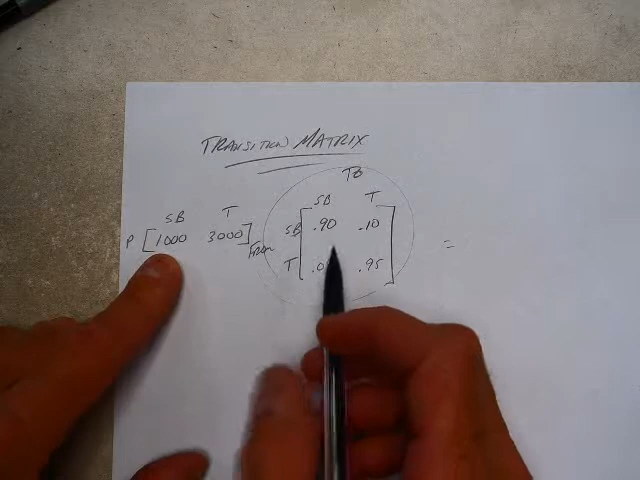 TRANSITION MATRIX
TO
SB T
SB T
P [1000 3000] From SB .90 .10 =
T .95